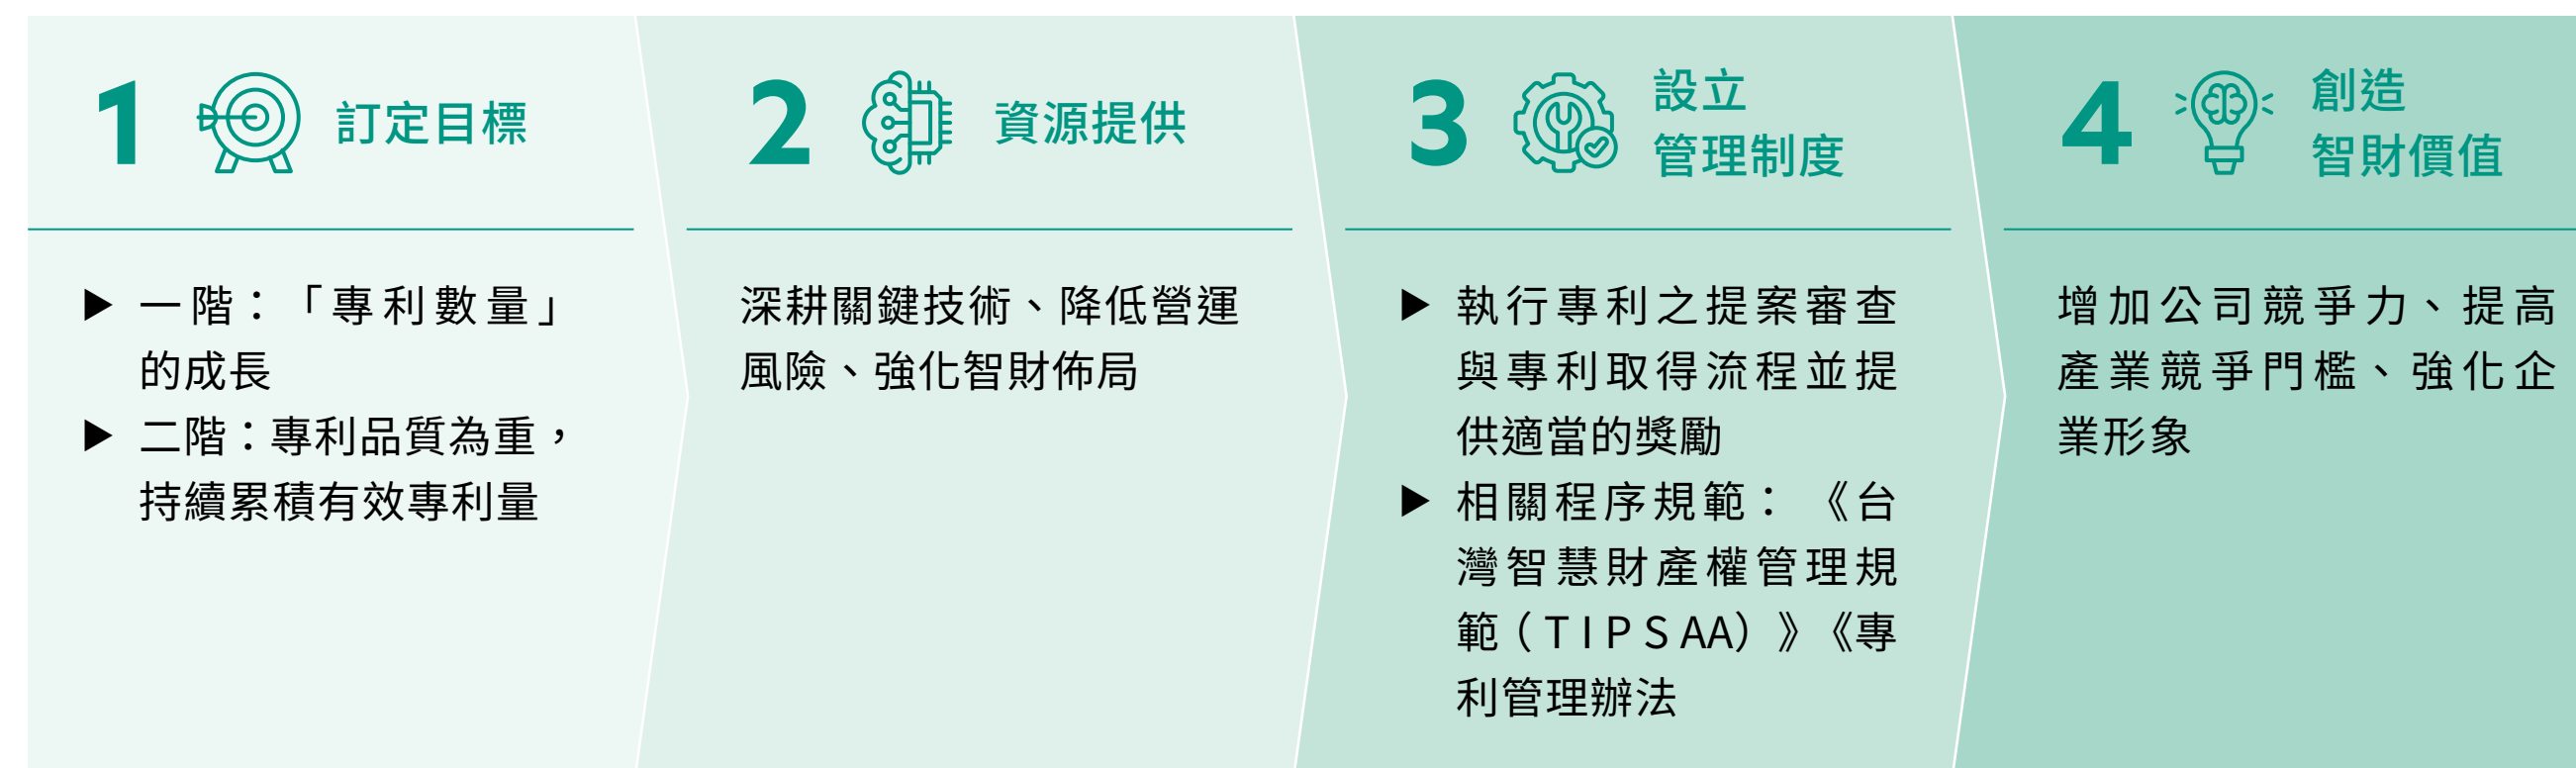 1 訂定目標
▶ 一階：「專利數量」
的成長
▶ 二階：專利品質為重，
持續累積有效專利量
2 資源提供
深耕關鍵技術、降低營運
風險、強化智財佈局
3 設立
管理制度
▶ 執行專利之提案審查
與專利取得流程並提
供適當的獎勵
▶ 相關程序規範：《台
灣智慧財產權管理規
範（TIPS AA）》《專
利管理辦法
4 創造
智財價值
增加公司競爭力、提高
產業競爭門檻、強化企
業形象